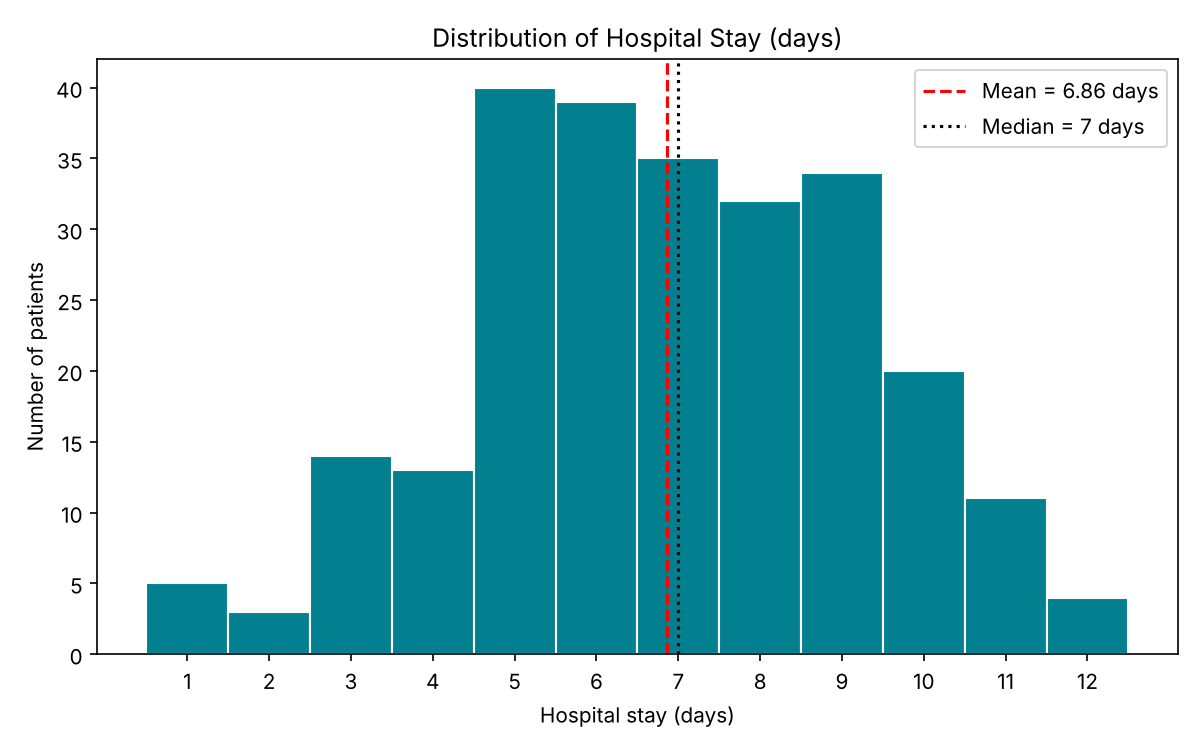 Distribution of Hospital Stay (days)
Mean = 6.86 days
Median = 7 days
Number of patients
40
35
30
25
20
15
10
5
0
1 2 3 4 5 6 7 8 9 10 11 12
Hospital stay (days)